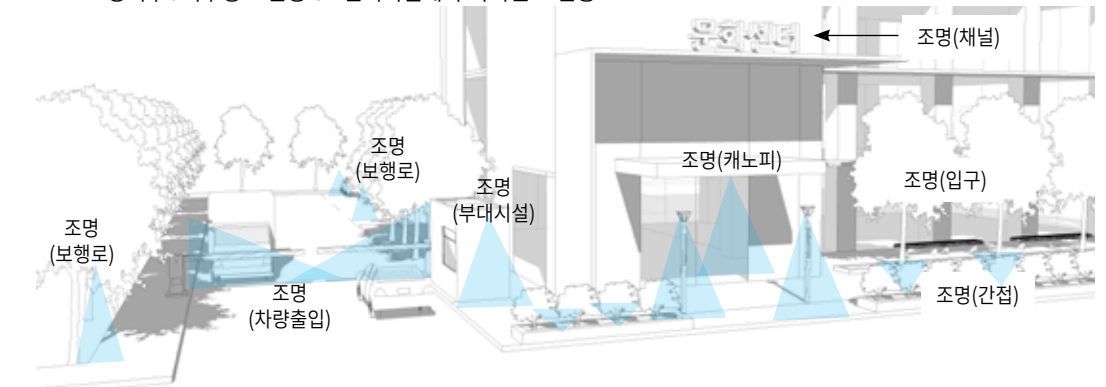 문화센터
조명(채널)
조명
(보행로)
조명(캐노피)
조명
(부대시설)
조명(입구)
조명
(보행로)
조명
(차량출입)
조명(간접)